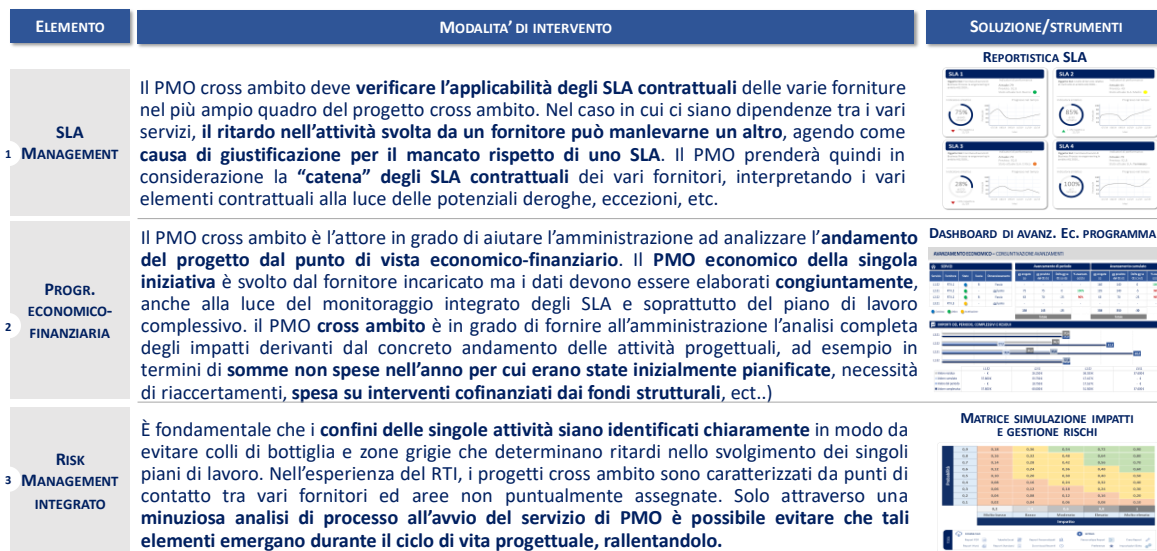 ELEMENTO
MODALITA' DI INTERVENTO
SOLUZIONE/STRUMENTI
1
SLA
MANAGEMENT
Il PMO cross ambito deve verificare l'applicabilità degli SLA contrattuali delle varie forniture
nel più ampio quadro del progetto cross ambito. Nel caso in cui ci siano dipendenze tra i vari
servizi, il ritardo nell'attività svolta da un fornitore può manlevarne un altro, agendo come
causa di giustificazione per il mancato rispetto di uno SLA. Il PMO prenderà quindi in
considerazione la “catena” degli SLA contrattuali dei vari fornitori, interpretando i vari
elementi contrattuali alla luce delle potenziali deroghe, eccezioni, etc.
REPORTISTICA SLA
SLA 1
SLA 2
75%
85%
SLA 3
SLA 4
28%
100%
2
PROGR.
ECONOMICO-
FINANZIARIA
Il PMO cross ambito è l'attore in grado di aiutare l'amministrazione ad analizzare l'andamento
del progetto dal punto di vista economico-finanziario. Il PMO economico della singola
iniziativa è svolto dal fornitore incaricato ma i dati devono essere elaborati congiuntamente,
anche alla luce del monitoraggio integrato degli SLA e soprattutto del piano di lavoro
complessivo. il PMO cross ambito è in grado di fornire all'amministrazione l'analisi completa
degli impatti derivanti dal concreto andamento delle attività progettuali, ad esempio in
termini di somme non spese nell'anno per cui erano state inizialmente pianificate, necessità
di riaccertamenti, spesa su interventi cofinanziati dai fondi strutturali, ect..)
DASHBOARD DI AVANZ. EC. PROGRAMMA
AVANZAMENTO ECONOMICO – CONSUNTIVAZIONE AVANZAMENTI
3
RISK
MANAGEMENT
INTEGRATO
È fondamentale che i confini delle singole attività siano identificati chiaramente in modo da
evitare colli di bottiglia e zone grigie che determinano ritardi nello svolgimento dei singoli
piani di lavoro. Nell'esperienza del RTI, i progetti cross ambito sono caratterizzati da punti di
contatto tra vari fornitori ed aree non puntualmente assegnate. Solo attraverso una
minuziosa analisi di processo all'avvio del servizio di PMO è possibile evitare che tali
elementi emergano durante il ciclo di vita progettuale, rallentandolo.
MATRICE SIMULAZIONE IMPATTI
E GESTIONE RISCHI
Probabilità
Impatto